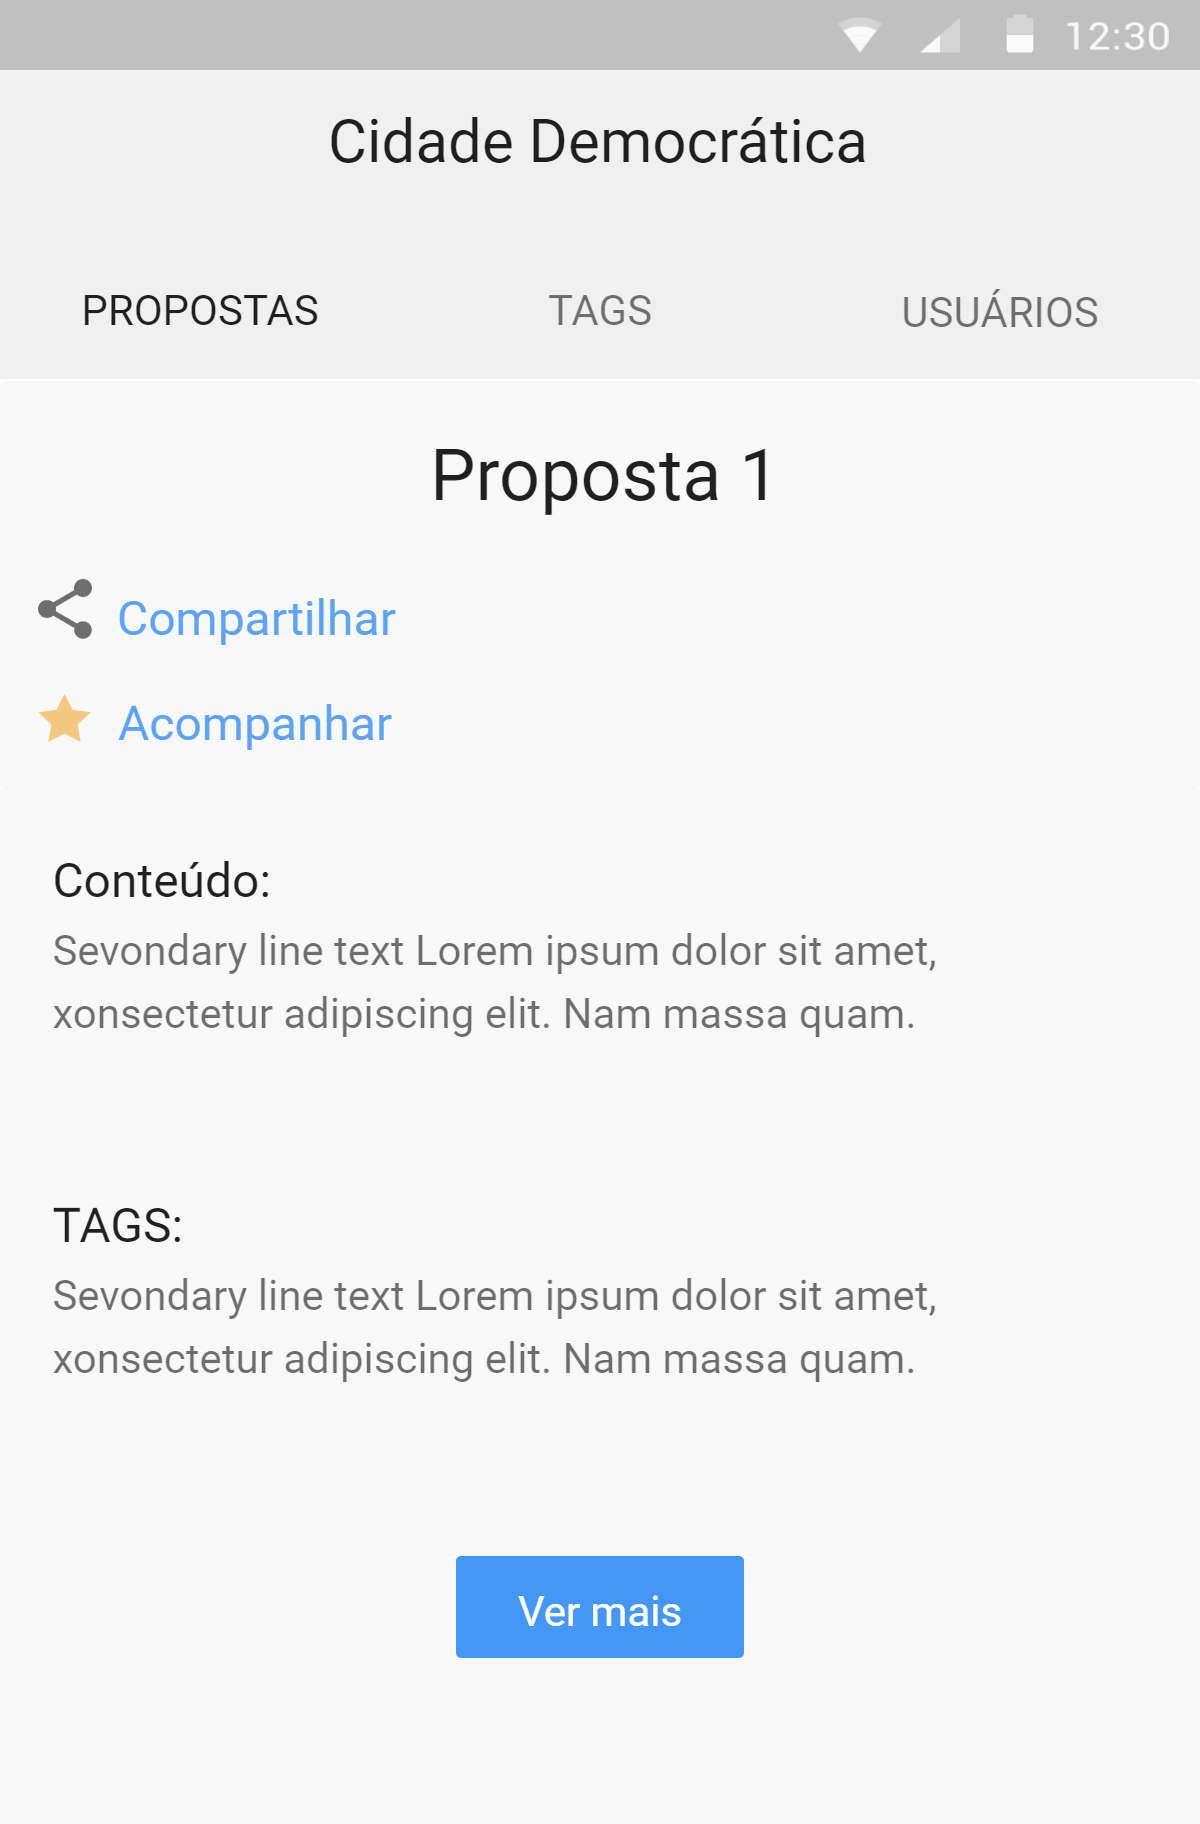 12:30
Cidade Democrática
PROPOSTAS TAGS USUÁRIOS
Proposta 1
Compartilhar
Acompanhar
Conteúdo:
Sevondary line text Lorem ipsum dolor sit amet,
xonsectetur adipiscing elit. Nam massa quam.
TAGS:
Sevondary line text Lorem ipsum dolor sit amet,
xonsectetur adipiscing elit. Nam massa quam.
Ver mais